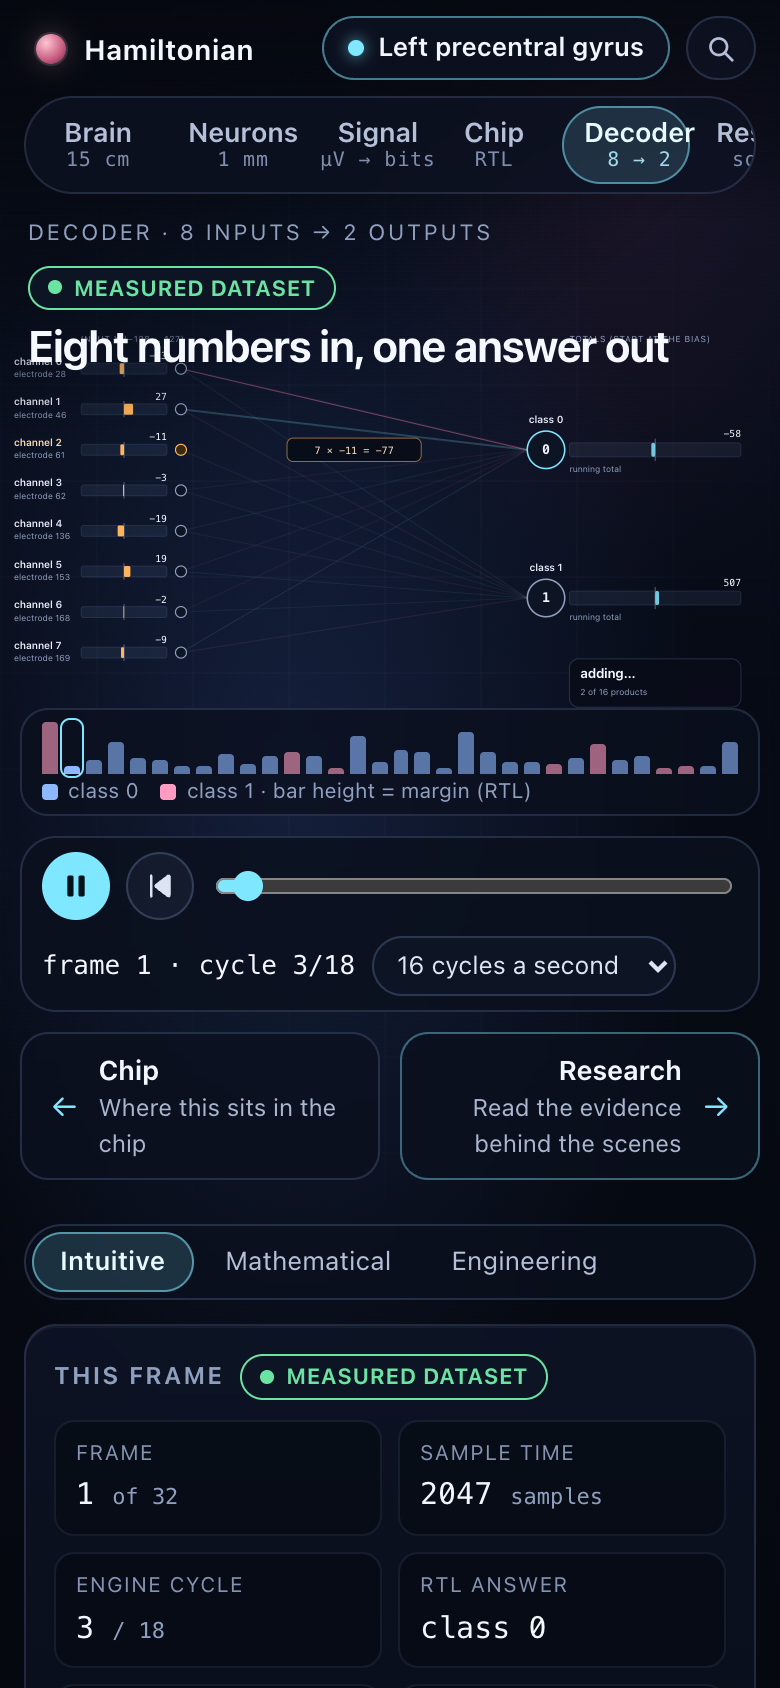 Hamiltonian
Left precentral gyrus
Brain
15 cm
Neurons
1 mm
Signal
µV → bits
Chip
RTL
Decoder
8 → 2
DECODER · 8 INPUTS → 2 OUTPUTS
MEASURED DATASET
Eight numbers in, one answer out
electrode 28
channel 1
electrode 46
27
channel 2
electrode 61
−11
channel 3
electrode 62
−3
channel 4
electrode 136
−19
channel 5
electrode 153
19
channel 6
electrode 168
−2
channel 7
electrode 169
−9
7 × −11 = −77
class 0
0
−58
running total
class 1
1
507
running total
adding...
2 of 16 products
class 0
class 1 · bar height = margin (RTL)
frame 1 · cycle 3/18
16 cycles a second
← Chip
Where this sits in the
chip
Research →
Read the evidence
behind the scenes
Intuitive
Mathematical
Engineering
THIS FRAME
MEASURED DATASET
FRAME
1 of 32
SAMPLE TIME
2047 samples
ENGINE CYCLE
3 / 18
RTL ANSWER
class 0